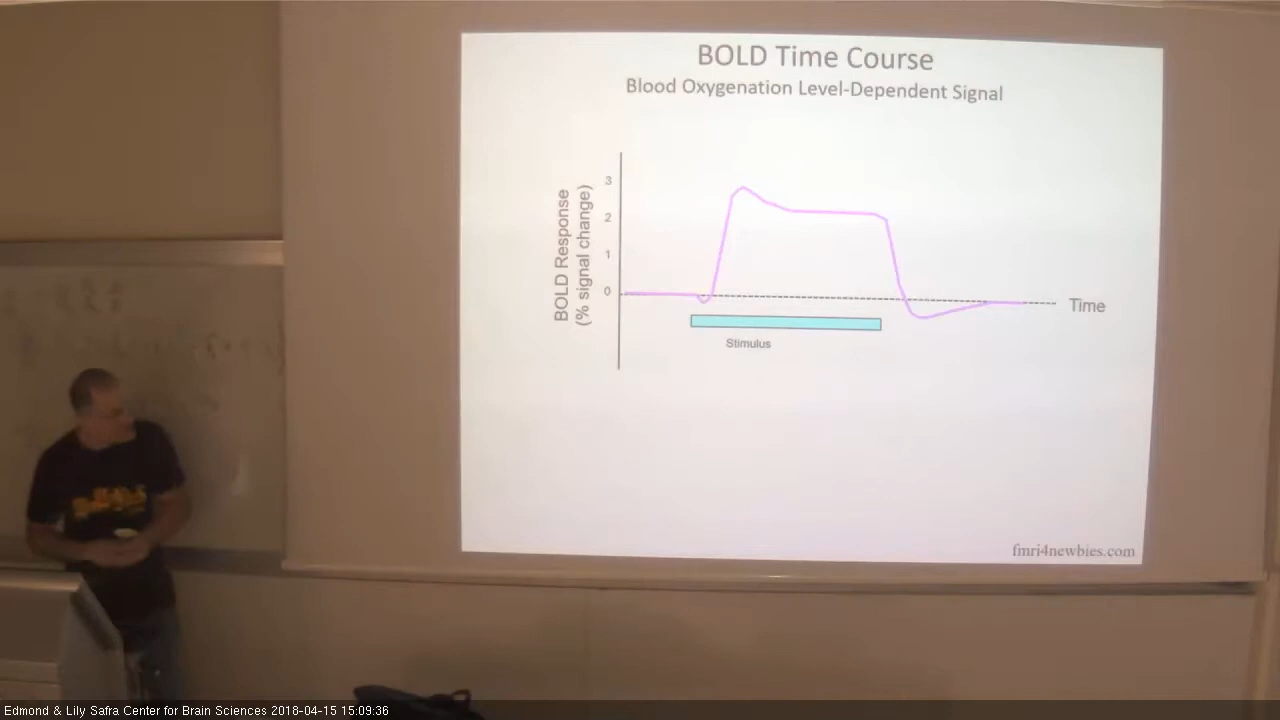 BOLD Time Course
Blood Oxygenation Level-Dependent Signal
BOLD Response
(% signal change)
3
2
1
0
Time
Stimulus
fmri4newbies.com
Edmond & Lily Safra Center for Brain Sciences 2018-04-15 15:09:36